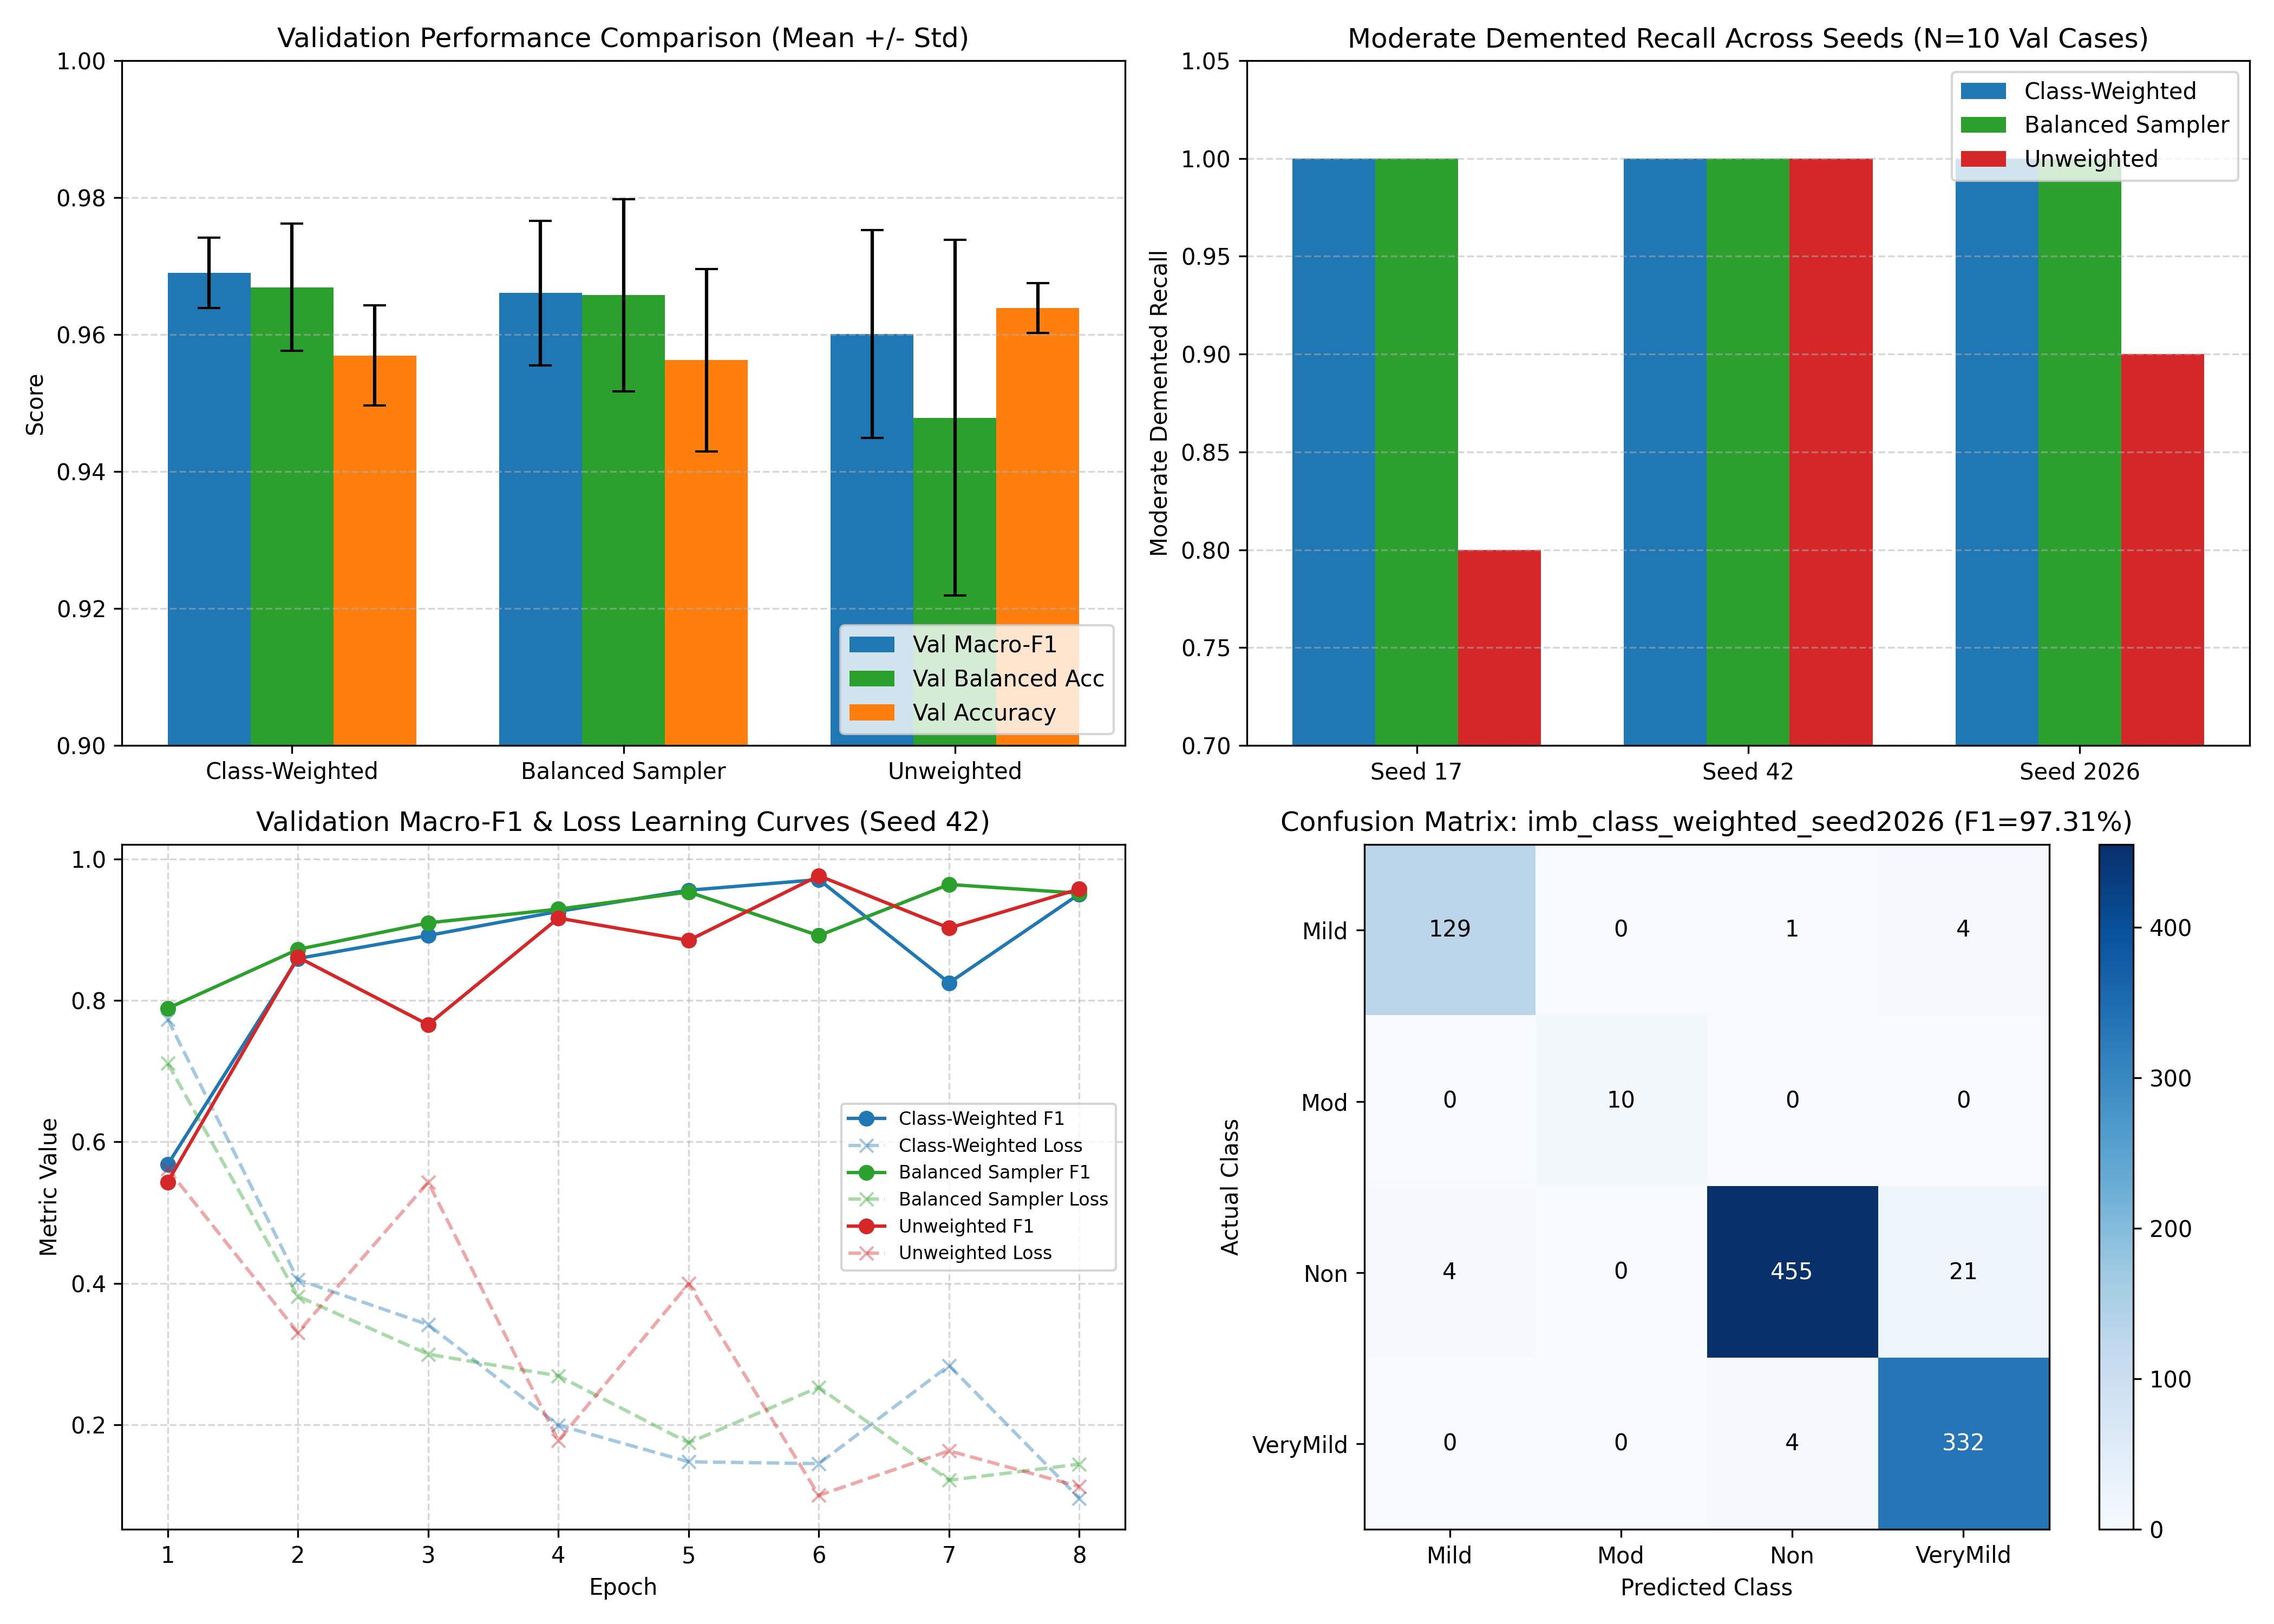 Validation Performance Comparison (Mean +/- Std)
1.00
0.98
0.96
0.94
0.92
0.90
Score
Class-Weighted Balanced Sampler Unweighted
Val Macro-F1
Val Balanced Acc
Val Accuracy
Moderate Demented Recall Across Seeds (N=10 Val Cases)
1.05
1.00
0.95
0.90
0.85
0.80
0.75
0.70
Moderate Demented Recall
Seed 17 Seed 42 Seed 2026
Class-Weighted
Balanced Sampler
Unweighted
Validation Macro-F1 & Loss Learning Curves (Seed 42)
1.0
0.8
0.6
0.4
0.2
Metric Value
1 2 3 4 5 6 7 8
Epoch
Class-Weighted F1
Class-Weighted Loss
Balanced Sampler F1
Balanced Sampler Loss
Unweighted F1
Unweighted Loss
Confusion Matrix: imb_class_weighted_seed2026 (F1=97.31%)
Actual Class
Mild 129 0 1 4
Mod 0 10 0 0
Non 4 0 455 21
VeryMild 0 0 4 332
Mild Mod Non VeryMild
Predicted Class
400
300
200
100
0